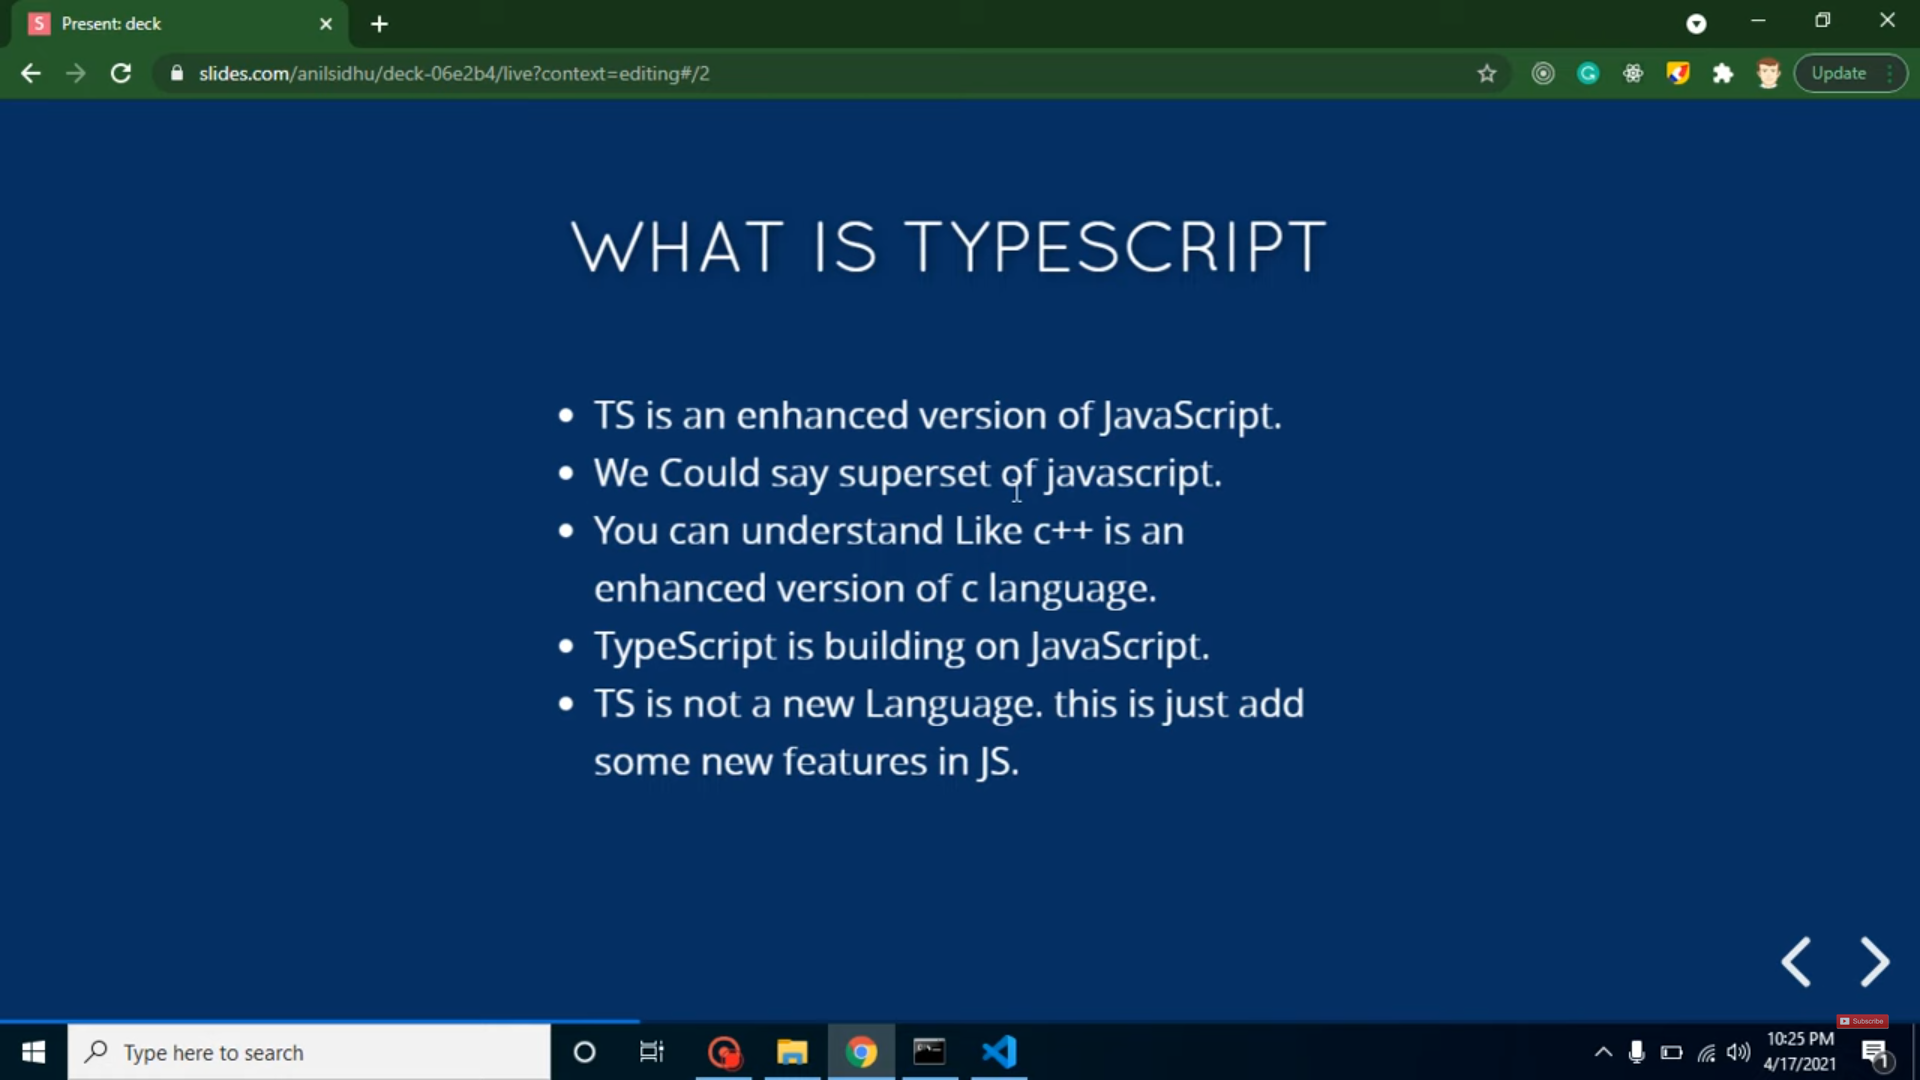 S Present: deck
slides.com/anilsidhu/deck-06e2b4/live?context=editing#/2
Update
WHAT IS TYPESCRIPT
• TS is an enhanced version of JavaScript.
• We Could say superset of javascript.
• You can understand Like c++ is an
enhanced version of c language.
• TypeScript is building on JavaScript.
• TS is not a new Language. this is just add
some new features in JS.
Subscribe
Type here to search
10:25 PM
4/17/2021
1